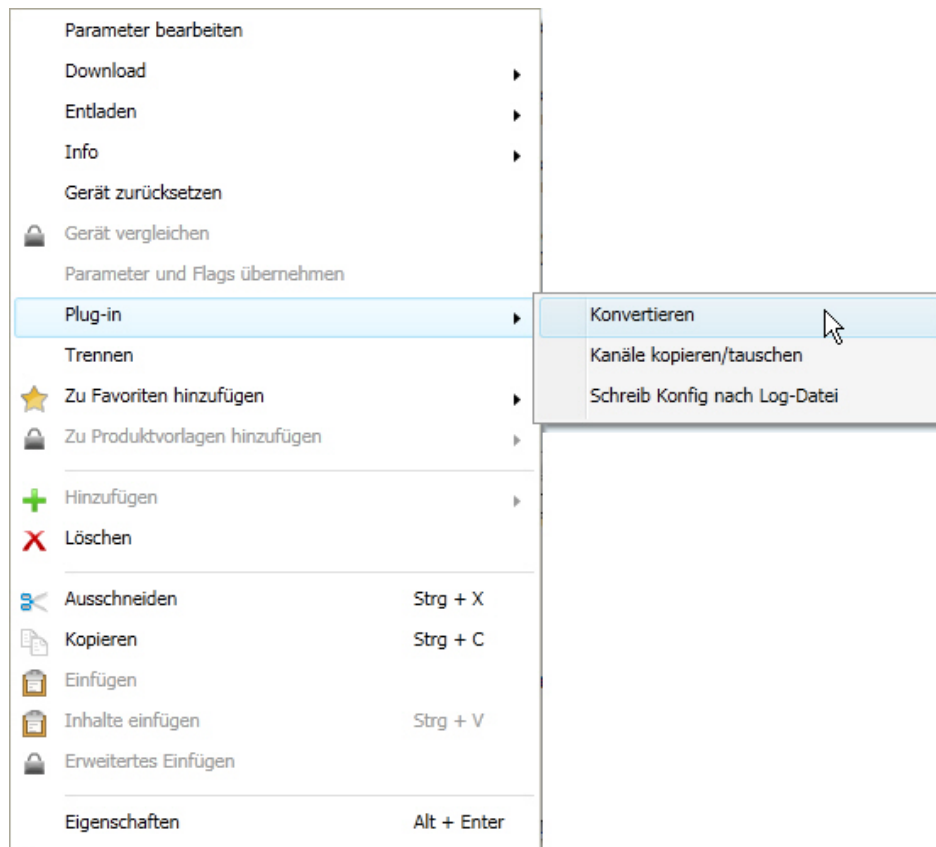 Parameter bearbeiten
Download
Entladen
Info
Gerät zurücksetzen
Gerät vergleichen
Parameter und Flags übernehmen
Plug-in
Konvertieren
Trennen
Kanäle kopieren/tauschen
Zu Favoriten hinzufügen
Schreib Konfig nach Log-Datei
Zu Produktvorlagen hinzufügen
Hinzufügen
Löschen
Ausschneiden Strg + X
Kopieren Strg + C
Einfügen
Inhalte einfügen Strg + V
Erweitertes Einfügen
Eigenschaften Alt + Enter